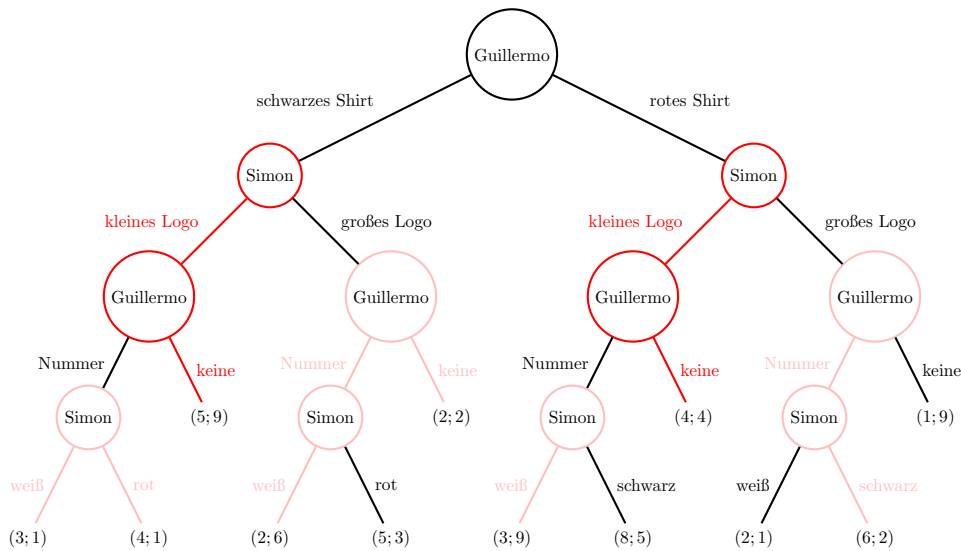 Guillermo
schwarzes Shirt
rotes Shirt
Simon
Simon
kleines Logo
großes Logo
kleines Logo
großes Logo
Guillermo
Guillermo
Guillermo
Guillermo
Nummer
keine
Nummer
keine
Nummer
keine
Nummer
keine
Simon
(5; 9)
Simon
(2; 2)
Simon
(4; 4)
Simon
(1; 9)
weiß
rot
weiß
rot
weiß
schwarz
weiß
schwarz
(3; 1)
(4; 1)
(2; 6)
(5; 3)
(3; 9)
(8; 5)
(2; 1)
(6; 2)